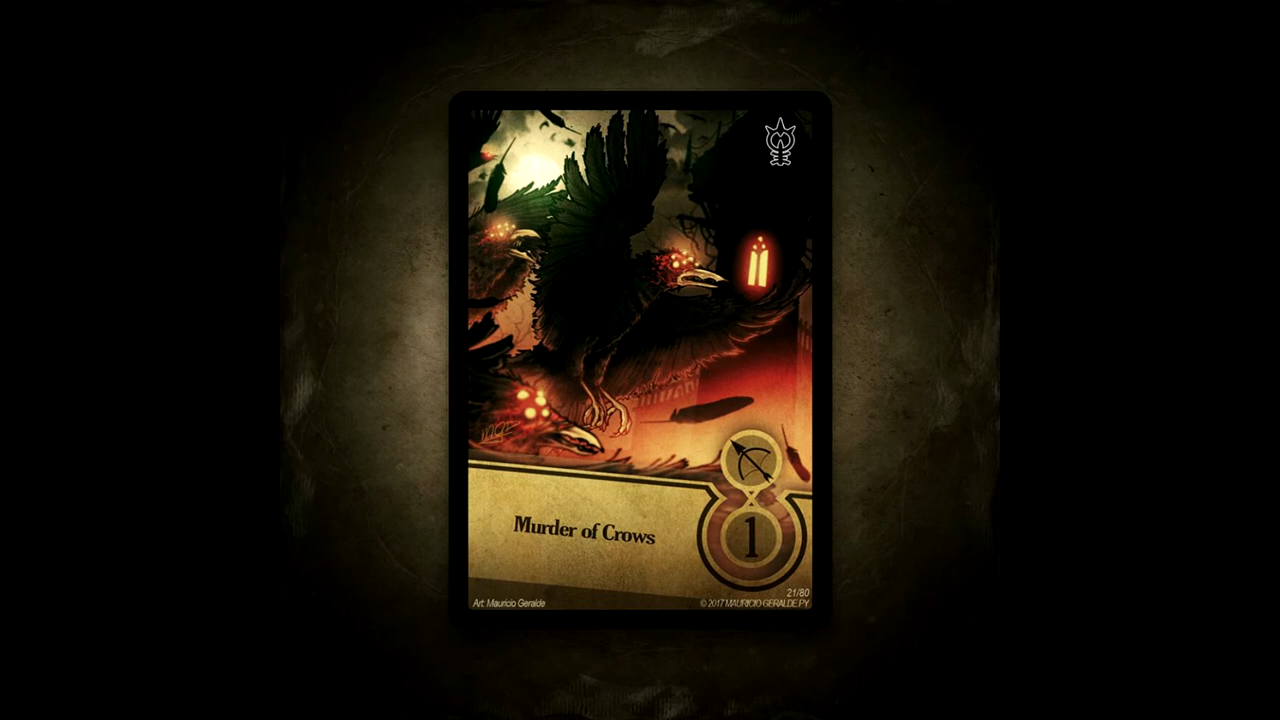 Murder of Crows
1
21/80
Art: Mauricio Geralde
© 2017 MAURICIO GERALDE PY